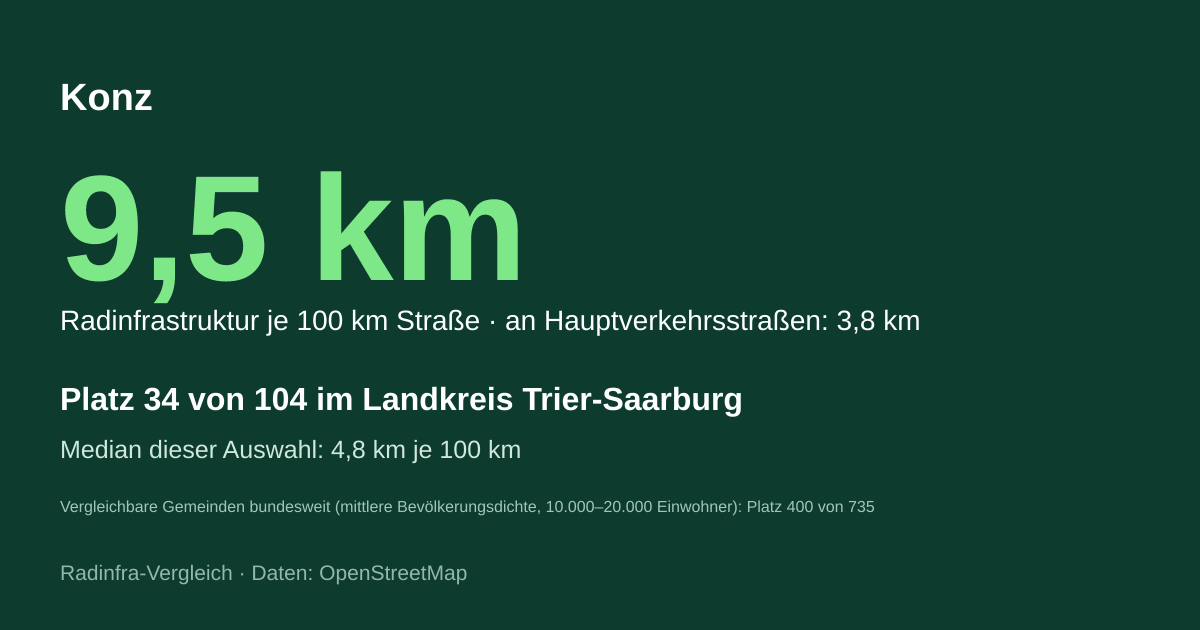 Konz
9,5 km
Radinfrastruktur je 100 km Straße · an Hauptverkehrsstraßen: 3,8 km
Platz 34 von 104 im Landkreis Trier-Saarburg
Median dieser Auswahl: 4,8 km je 100 km
Vergleichbare Gemeinden bundesweit (mittlere Bevölkerungsdichte, 10.000–20.000 Einwohner): Platz 400 von 735
Radinfra-Vergleich · Daten: OpenStreetMap